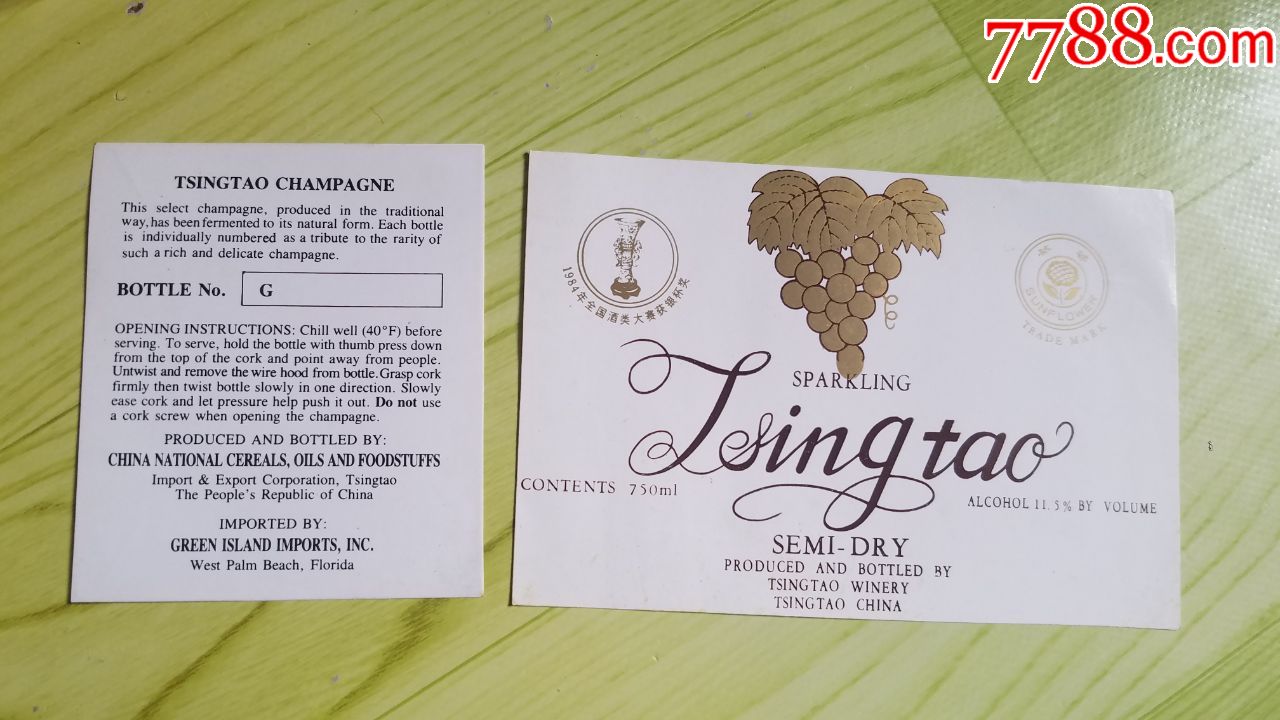 7788.com
TSINGTAO CHAMPAGNE
This select champagne, produced in the traditional
way, has been fermented to its natural form. Each bottle
is individually numbered as a tribute to the rarity of
such a rich and delicate champagne.
BOTTLE No. G
OPENING INSTRUCTIONS: Chill well (40°F) before
serving. To serve, hold the bottle with thumb press down
from the top of the cork and point away from people.
Untwist and remove the wire hood from bottle. Grasp cork
firmly then twist bottle slowly in one direction. Slowly
ease cork and let pressure help push it out. Do not use
a cork screw when opening the champagne.
PRODUCED AND BOTTLED BY:
CHINA NATIONAL CEREALS, OILS AND FOODSTUFFS
Import & Export Corporation, Tsingtao
The People's Republic of China
IMPORTED BY:
GREEN ISLAND IMPORTS, INC.
West Palm Beach, Florida
1984年全国酒类大赛获银杯奖
SUNFLOWER
TRADE MARK
SPARKLING
Tsingtao
CONTENTS 750ml
ALCOHOL 11.5% BY VOLUME
SEMI-DRY
PRODUCED AND BOTTLED BY
TSINGTAO WINERY
TSINGTAO CHINA